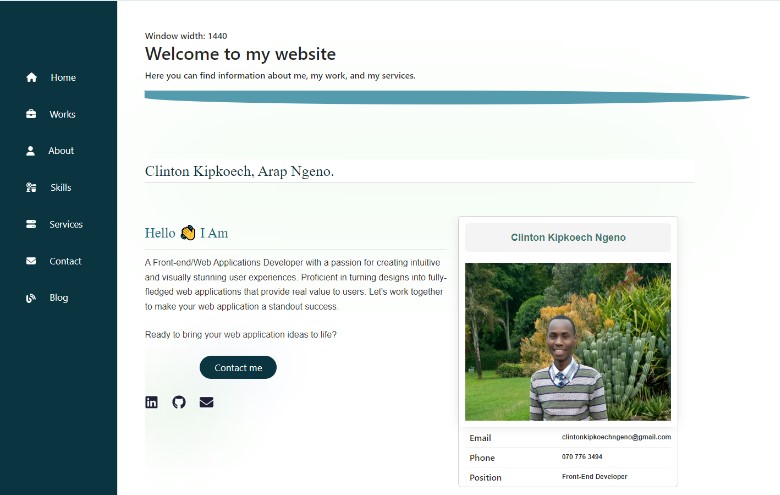 Home
Works
About
Skills
Services
Contact
Blog
Window width: 1440
Welcome to my website
Here you can find information about me, my work, and my services.
Clinton Kipkoech, Arap Ngeno.
Hello 👋 I Am
A Front-end/Web Applications Developer with a passion for creating intuitive
and visually stunning user experiences. Proficient in turning designs into fully-
fledged web applications that provide real value to users. Let's work together
to make your web application a standout success.
Ready to bring your web application ideas to life?
Contact me
Clinton Kipkoech Ngeno
Email clintonkipkoechngeno@gmail.com
Phone 070 776 3494
Position Front-End Developer